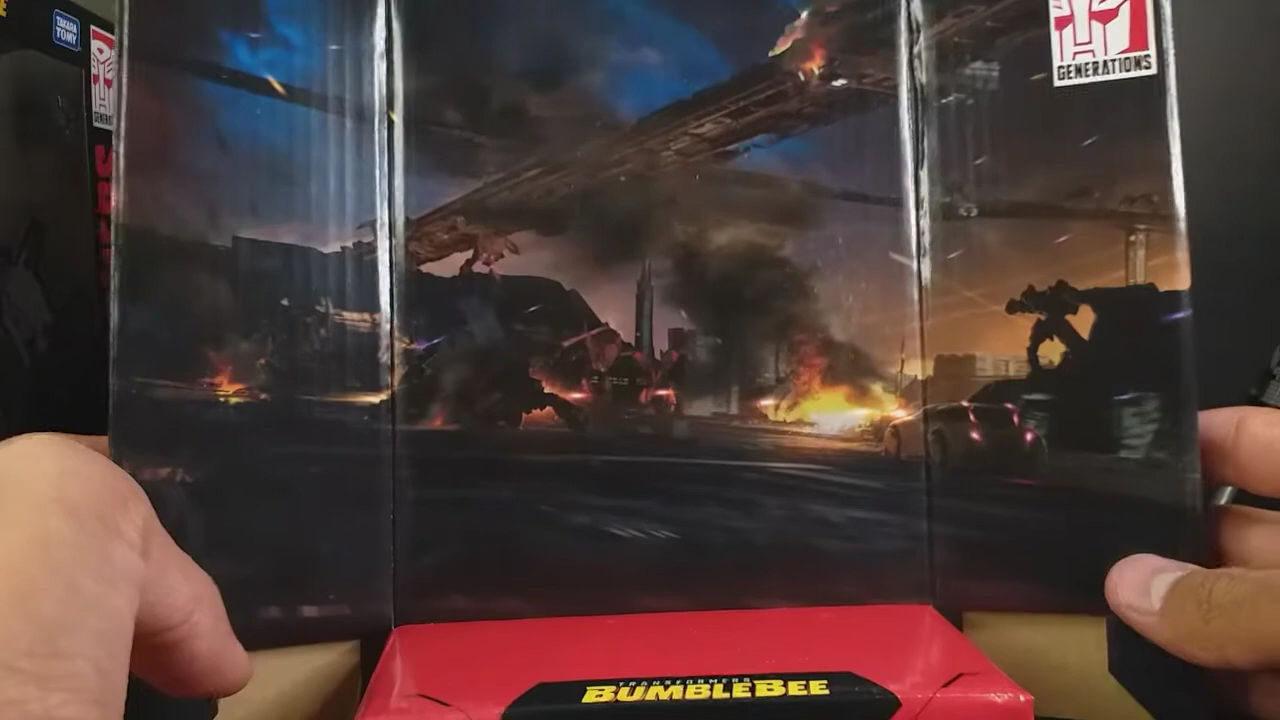 TAKARA
TOMY
GENERATIONS
TRANSFORMERS
BUMBLEBEE